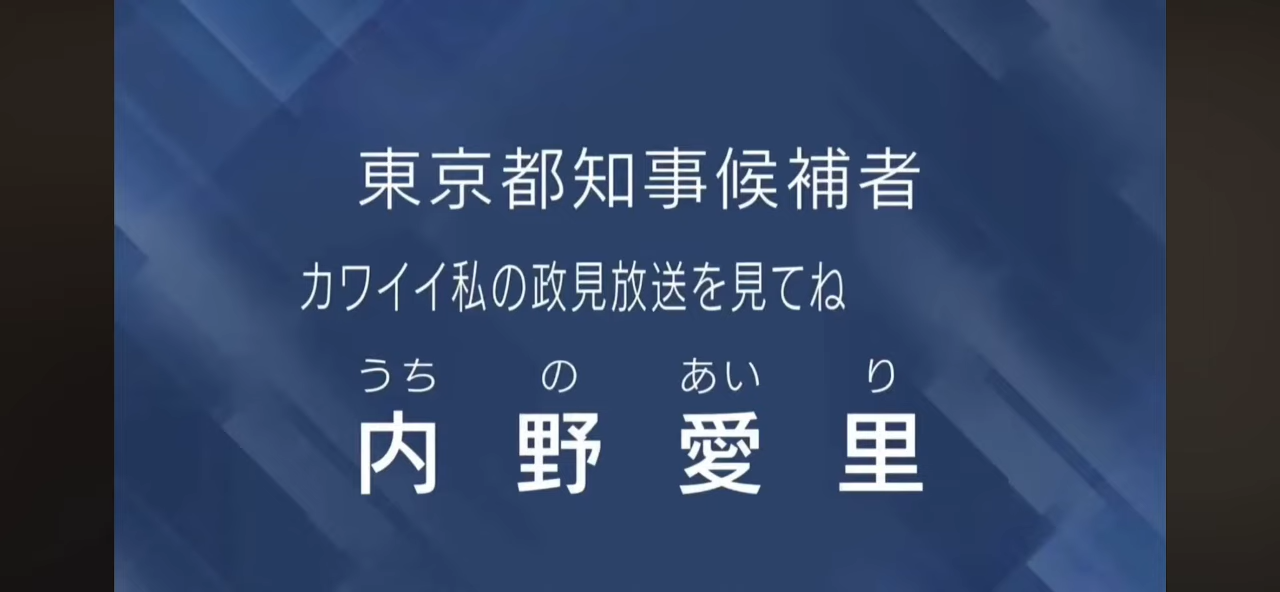 東京都知事候補者
カワイイ私の政見放送を見てね
うち の あい り
内野愛里